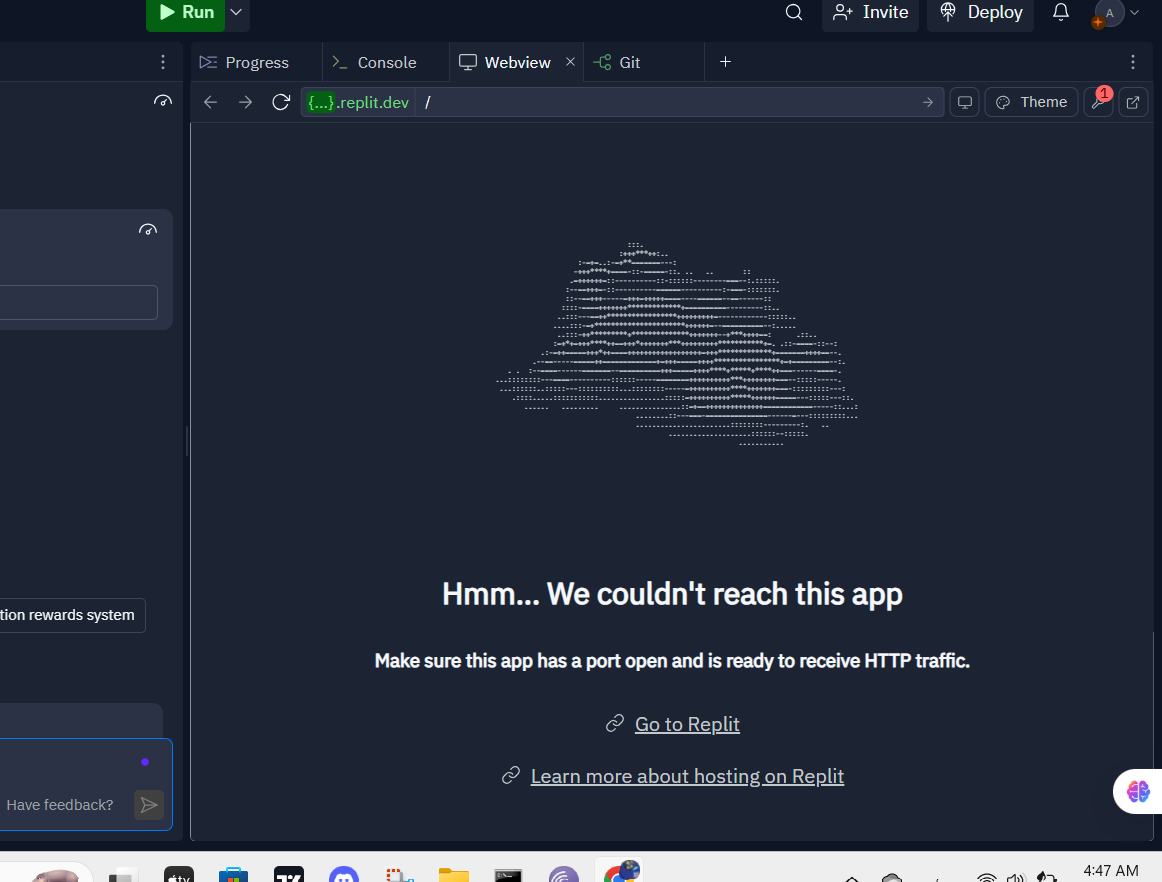 Run
Invite
Deploy
A
Progress
Console
Webview
Git
{...}.replit.dev
/
Theme
1
Hmm... We couldn't reach this app
Make sure this app has a port open and is ready to receive HTTP traffic.
Go to Replit
Learn more about hosting on Replit
tion rewards system
Have feedback?
tv
4:47 AM